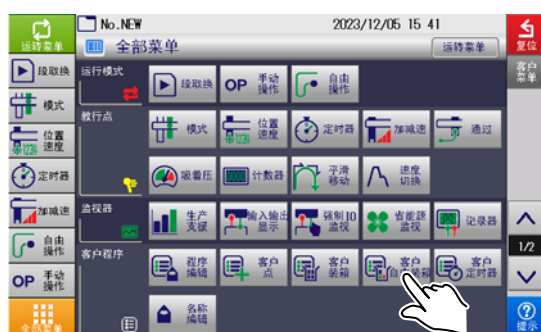 No.NEW
2023/12/05 15 41
运转菜单
全部菜单
运转菜单
复位
客户
菜单
段取换
模式
位置
速度
定时器
加减速
自由
操作
OP 手动
操作
全部菜单
运行模式
段取换
OP 手动
操作
自由
操作
教行点
模式
位置
速度
定时器
加减速
通过
吸着压
计数器
平滑
移动
速度
切换
监视器
生产
支援
输入输出
显示
强制IO
监视
省能源
监视
记录器
客户程序
程序
编辑
客户
点
客户
装箱
客户
定时器
名称
编辑
1/2
提示